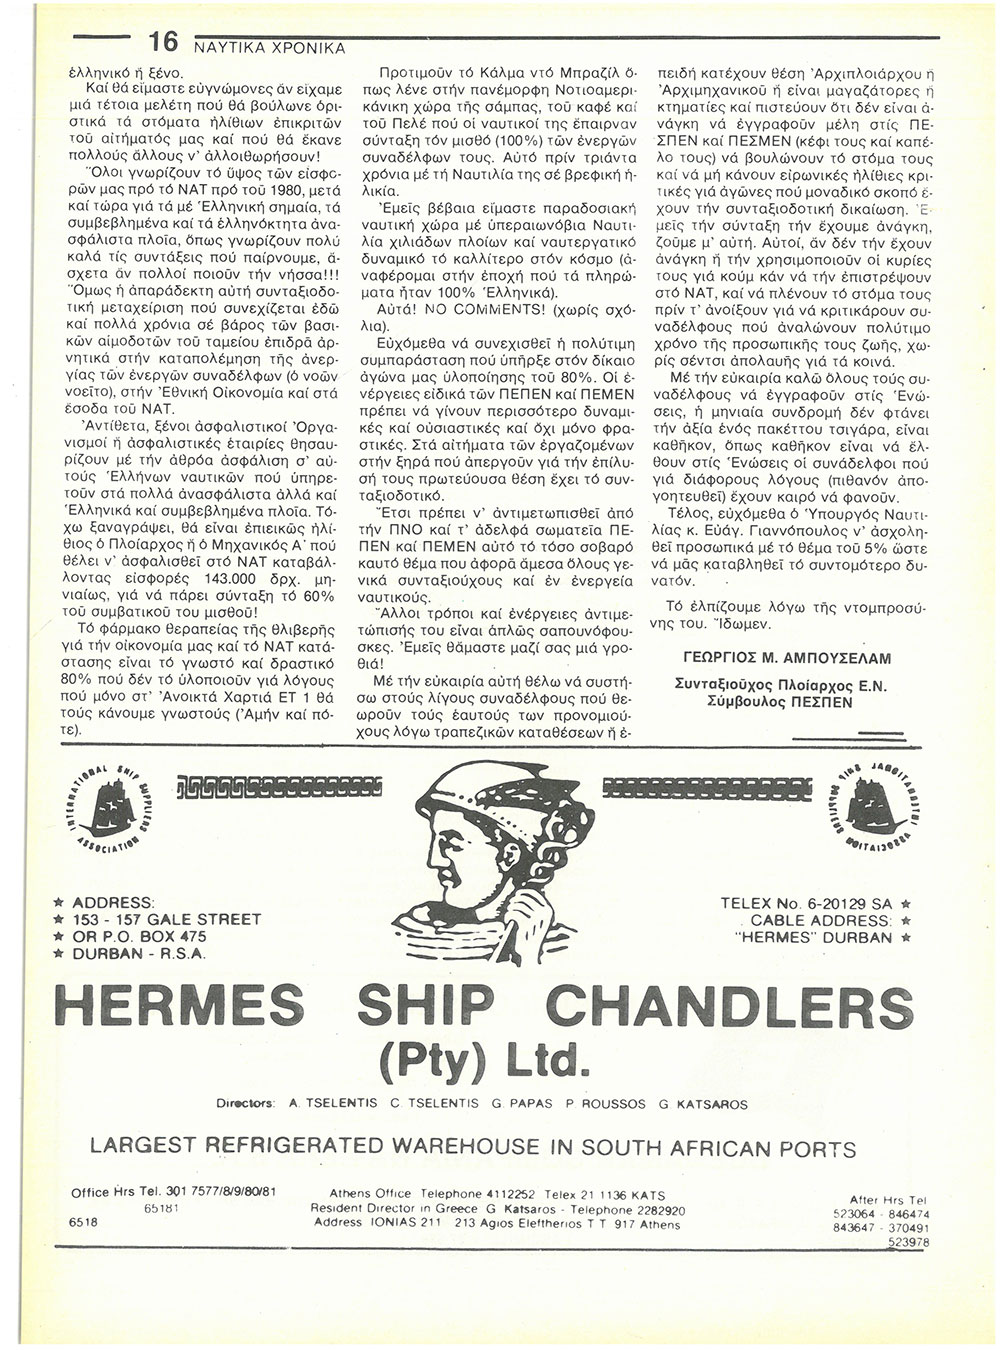 16 ΝΑΥΤΙΚΑ ΧΡΟΝΙΚΑ
ἑλληνικό ἤ ξένο.
Καί θά εἴμαστε εὐγνώμονες ἄν εἴχαμε
μιά τέτοια μελέτη πού θά βούλωνε ὁρι-
στικά τά στόματα ἠλίθιων ἐπικριτῶν
τοῦ αἰτήματός μας καί πού θά ἔκανε
πολλούς ἄλλους ν' ἀλλοιθωρήσουν!
Ὅλοι γνωρίζουν τό ὕψος τῶν εἰσφο-
ρῶν μας πρό τό ΝΑΤ πρό τοῦ 1980, μετά
καί τώρα γιά τά μέ Ἑλληνική σημαία, τά
συμβεβλημένα καί τά ἑλληνόκτητα ἀνα-
σφάλιστα πλοῖα, ὅπως γνωρίζουν πολύ
καλά τίς συντάξεις πού παίρνουμε, ἄ-
σχετα ἄν πολλοί ποιοῦν τήν νήσσα!!!
Ὅμως ἡ ἀπαράδεκτη αὐτή συνταξιοδο-
τική μεταχείριση πού συνεχίζεται ἐδῶ
καί πολλά χρόνια σέ βάρος τῶν βασι-
κῶν αἱμοδοτῶν τοῦ ταμείου ἐπιδρᾶ ἀρ-
νητικά στήν καταπολέμηση τῆς ἀνερ-
γίας τῶν ἐνεργῶν συναδέλφων (ὁ νοῶν
νοεῖτο), στήν Ἐθνική Οἰκονομία καί στά
ἔσοδα τοῦ ΝΑΤ.
Ἀντίθετα, ξένοι ἀσφαλιστικοί Ὀργα-
νισμοί ἤ ἀσφαλιστικές ἑταιρίες θησαυ-
ρίζουν μέ τήν ἀθρόα ἀσφάλιση σ' αὐ-
τούς Ἑλλήνων ναυτικῶν πού ὑπηρε-
τοῦν στά πολλά ἀνασφάλιστα ἀλλά καί
Ἑλληνικά καί συμβεβλημένα πλοῖα. Τό-
χω ξαναγράψει, θά εἶναι ἐπιεικῶς ἠλί-
θιος ὁ Πλοίαρχος ἤ ὁ Μηχανικός Α' πού
θέλει ν' ἀσφαλισθεῖ στό ΝΑΤ καταβάλ-
λοντας εἰσφορές 143.000 δρχ. μη-
νιαίως, γιά νά πάρει σύνταξη τό 60%
τοῦ συμβατικοῦ του μισθοῦ!
Τό φάρμακο θεραπείας τῆς θλιβερῆς
γιά τήν οἰκονομία μας καί τό ΝΑΤ κατά-
στασης εἶναι τό γνωστό καί δραστικό
80% πού δέν τό ὑλοποιοῦν γιά λόγους
πού μόνο στ' Ἀνοικτά Χαρτιά ΕΤ 1 θά
τούς κάνουμε γνωστούς (Ἀμήν καί πό-
τε).
Προτιμοῦν τό Κάλμα ντό Μπραζίλ ὅ-
πως λένε στήν πανέμορφη Νοτιοαμερι-
κάνικη χώρα τῆς σάμπας, τοῦ καφέ καί
τοῦ Πελέ πού οἱ ναυτικοί της ἔπαιρναν
σύνταξη τόν μισθό (100%) τῶν ἐνεργῶν
συναδέλφων τους. Αὐτό πρίν τριάντα
χρόνια μέ τή Ναυτιλία της σέ βρεφική ἡ-
λικία.
Ἐμεῖς βέβαια εἴμαστε παραδοσιακή
ναυτική χώρα μέ ὑπεραιωνόβια Ναυτι-
λία χιλιάδων πλοίων καί ναυτεργατικό
δυναμικό τό καλλίτερο στόν κόσμο (ἀ-
ναφέρομαι στήν ἐποχή πού τά πληρώ-
ματα ἦταν 100% Ἑλληνικά).
Αὐτά! NO COMMENTS! (χωρίς σχό-
λια).
Εὐχόμεθα νά συνεχισθεῖ ἡ πολύτιμη
συμπαράσταση πού ὑπῆρξε στόν δίκαιο
ἀγώνα μας ὑλοποίησης τοῦ 80%. Οἱ ἐ-
νέργειες εἰδικά τῶν ΠΕΠΕΝ καί ΠΕΜΕΝ
πρέπει νά γίνουν περισσότερο δυναμι-
κές καί οὐσιαστικές καί ὄχι μόνο φρα-
στικές. Στά αἰτήματα τῶν ἐργαζομένων
στήν ξηρά πού ἀπεργοῦν γιά τήν ἐπίλυ-
σή τους πρωτεύουσα θέση ἔχει τό συν-
ταξιοδοτικό.
Ἔτσι πρέπει ν' ἀντιμετωπισθεῖ ἀπό
τήν ΠΝΟ καί τ' ἀδελφά σωματεῖα ΠΕ-
ΠΕΝ καί ΠΕΜΕΝ αὐτό τό τόσο σοβαρό
καυτό θέμα πού ἀφορᾶ ἄμεσα ὅλους γε-
νικά συνταξιούχους καί ἐν ἐνεργεία
ναυτικούς.
Ἄλλοι τρόποι καί ἐνέργειες ἀντιμε-
τώπισής του εἶναι ἁπλῶς σαπουνόφου-
σκες. Ἐμεῖς θἄμαστε μαζί σας μιά γρο-
θιά!
Μέ τήν εὐκαιρία αὐτή θέλω νά συστή-
σω στούς λίγους συναδέλφους πού θε-
ωροῦν τούς ἑαυτούς των προνομιού-
χους λόγω τραπεζικῶν καταθέσεων ἤ ἐ-
πειδή κατέχουν θέση Ἀρχιπλοιάρχου ἤ
Ἀρχιμηχανικοῦ ἤ εἶναι μαγαζάτορες ἤ
κτηματίες καί πιστεύουν ὅτι δέν εἶναι ἀ-
νάγκη νά ἐγγραφοῦν μέλη στίς ΠΕ-
ΣΠΕΝ καί ΠΕΣΜΕΝ (κέφι τους καί καπέ-
λο τους) νά βουλώνουν τό στόμα τους
καί νά μή κάνουν εἰρωνικές ἠλίθιες κρι-
τικές γιά ἀγῶνες πού μοναδικό σκοπό ἔ-
χουν τήν συνταξιοδοτική δικαίωση. Ἐ-
μεῖς τήν σύνταξη τήν ἔχουμε ἀνάγκη,
ζοῦμε μ' αὐτή. Αὐτοί, ἄν δέν τήν ἔχουν
ἀνάγκη ἤ τήν χρησιμοποιοῦν οἱ κυρίες
τους γιά κούμ κάν νά τήν ἐπιστρέψουν
στό ΝΑΤ, καί νά πλένουν τό στόμα τους
πρίν τ' ἀνοίξουν γιά νά κριτικάρουν συ-
ναδέλφους πού ἀναλώνουν πολύτιμο
χρόνο τῆς προσωπικῆς τους ζωῆς, χω-
ρίς σέντσι ἀπολαυῆς γιά τά κοινά.
Μέ τήν εὐκαιρία καλῶ ὅλους τούς συ-
ναδέλφους νά ἐγγραφοῦν στίς Ἑνώ-
σεις, ἡ μηνιαία συνδρομή δέν φτάνει
τήν ἀξία ἑνός πακέττου τσιγάρα, εἶναι
καθῆκον, ὅπως καθῆκον εἶναι νά ἔλ-
θουν στίς Ἑνώσεις οἱ συνάδελφοι πού
γιά διάφορους λόγους (πιθανόν ἀπο-
γοητευθεῖ) ἔχουν καιρό νά φανοῦν.
Τέλος, εὐχόμεθα ὁ Ὑπουργός Ναυτι-
λίας κ. Εὐάγ. Γιαννόπουλος ν' ἀσχολη-
θεῖ προσωπικά μέ τό θέμα τοῦ 5% ὥστε
νά μᾶς καταβληθεῖ τό συντομότερο δυ-
νατόν.
Τό ἐλπίζουμε λόγω τῆς ντομπροσύ-
νης του. Ἴδωμεν.
ΓΕΩΡΓΙΟΣ Μ. ΑΜΠΟΥΣΕΛΑΜ
Συνταξιοῦχος Πλοίαρχος Ε.Ν.
Σύμβουλος ΠΕΣΠΕΝ
INTERNATIONAL SHIP SUPPLIERS ASSOCIATION
INTERNATIONAL SHIP SUPPLIERS ASSOCIATION
★ ADDRESS:
★ 153 - 157 GALE STREET
★ OR P.O. BOX 475
★ DURBAN - R.S.A.
TELEX No. 6-20129 SA ★
CABLE ADDRESS: ★
"HERMES" DURBAN ★
HERMES SHIP CHANDLERS
(Pty) Ltd.
Directors: A. TSELENTIS C. TSELENTIS G. PAPAS P ROUSSOS G KATSAROS
LARGEST REFRIGERATED WAREHOUSE IN SOUTH AFRICAN PORTS
Office Hrs Tel. 301 7577/8/9/80/81
65181
6518
Athens Office Telephone 4112252 Telex 21 1136 KATS
Resident Director in Greece G Katsaros - Telephone 2282920
Address IONIAS 211 213 Agios Eleftherios T T 917 Athens
After Hrs Tel
523064 - 846474
843647 - 370491
523978